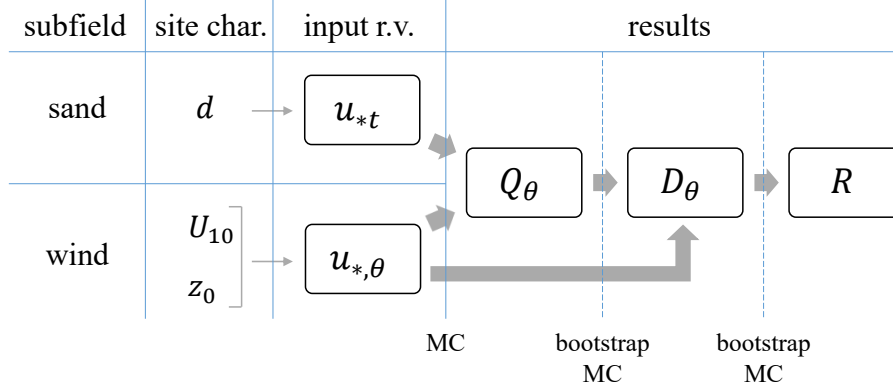 subfield site char. input r.v. results
sand d u*t
Qθ Dθ R
wind U10 z0 u*,θ
MC bootstrap MC bootstrap MC